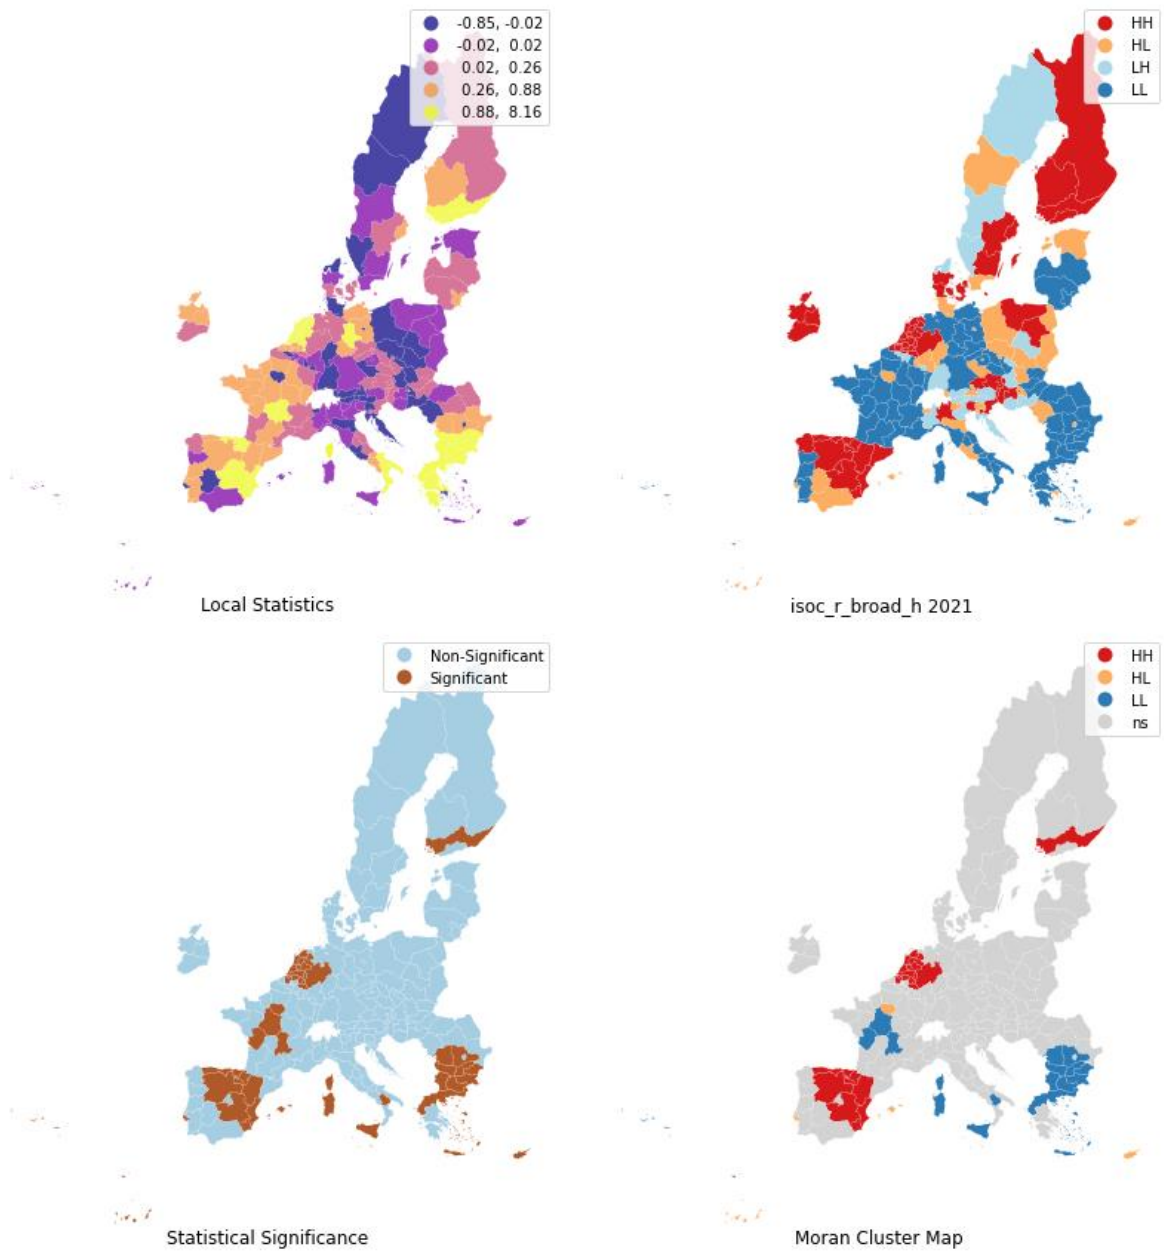 -0.85, -0.02
-0.02, 0.02
0.02, 0.26
0.26, 0.88
0.88, 8.16
Local Statistics
HH
HL
LH
LL
isoc_r_broad_h 2021
Non-Significant
Significant
Statistical Significance
HH
HL
LL
ns
Moran Cluster Map